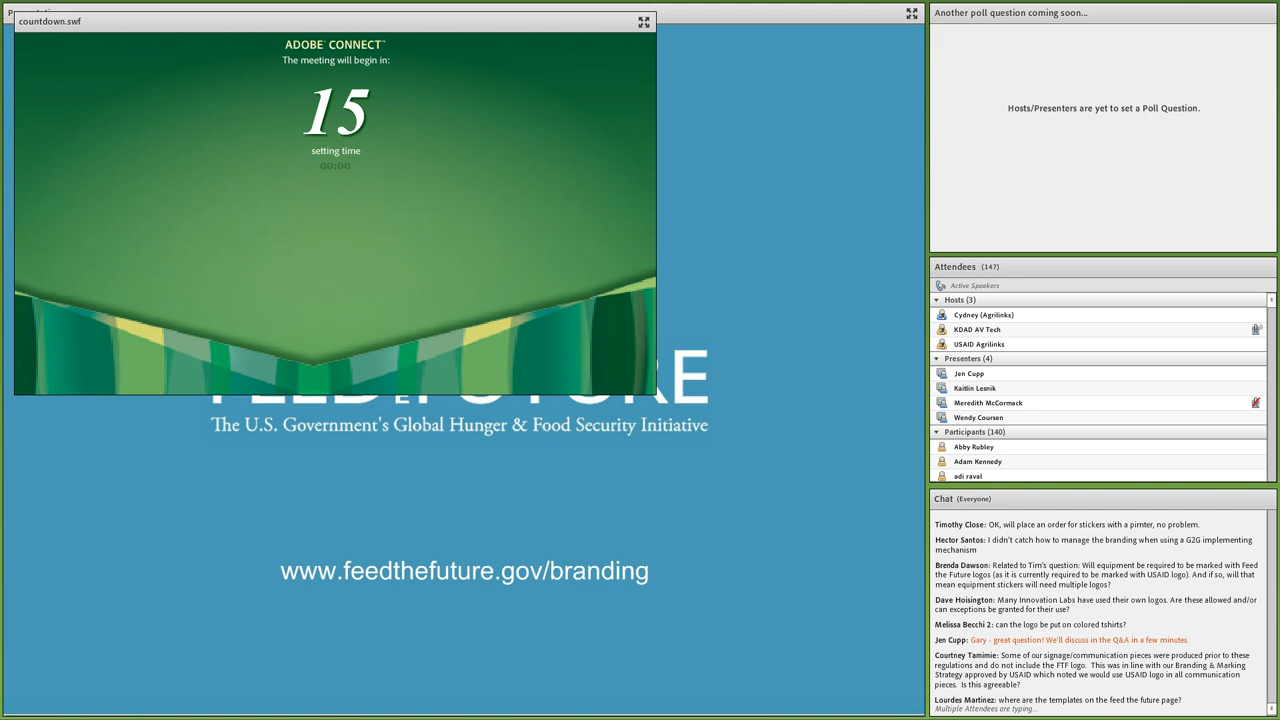 countdown.swf
ADOBE® CONNECT™
The meeting will begin in:
15
setting time
00:00
The U.S. Government's Global Hunger & Food Security Initiative
www.feedthefuture.gov/branding
Another poll question coming soon...
Hosts/Presenters are yet to set a Poll Question.
Attendees (147)
Active Speakers
Hosts (3)
Cydney (Agrilinks)
KDAD AV Tech
USAID Agrilinks
Presenters (4)
Jen Cupp
Kaitlin Lesnik
Meredith McCormack
Wendy Coursen
Participants (140)
Abby Rubley
Adam Kennedy
adi raval
Chat (Everyone)
Timothy Close: OK, will place an order for stickers with a pirnter, no problem.
Hector Santos: I didn't catch how to manage the branding when using a G2G implementing
mechanism
Brenda Dawson: Related to Tim's question: Will equipment be required to be marked with Feed
the Future logos (as it is currently required to be marked with USAID logo). And if so, will that
mean equipment stickers will need multiple logos?
Dave Hoisington: Many Innovation Labs have used their own logos. Are these allowed and/or
can exceptions be granted for their use?
Melissa Becchi 2: can the logo be put on colored tshirts?
Jen Cupp: Gary - great question! We'll discuss in the Q&A in a few minutes.
Courtney Tamimie: Some of our signage/communication pieces were produced prior to these
regulations and do not include the FTF logo. This was in line with our Branding & Marking
Strategy approved by USAID which noted we would use USAID logo in all communication
pieces. Is this agreeable?
Lourdes Martinez: where are the templates on the feed the future page?
Multiple Attendees are typing...